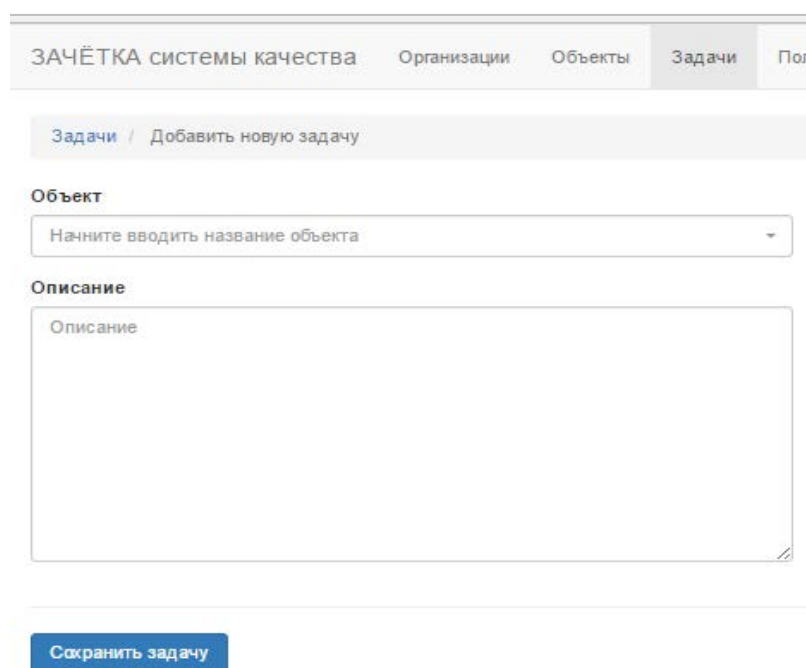 ЗАЧЁТКА системы качества Организации Объекты Задачи Пол
Задачи / Добавить новую задачу
Объект
Начните вводить название объекта
Описание
Описание
Сохранить задачу